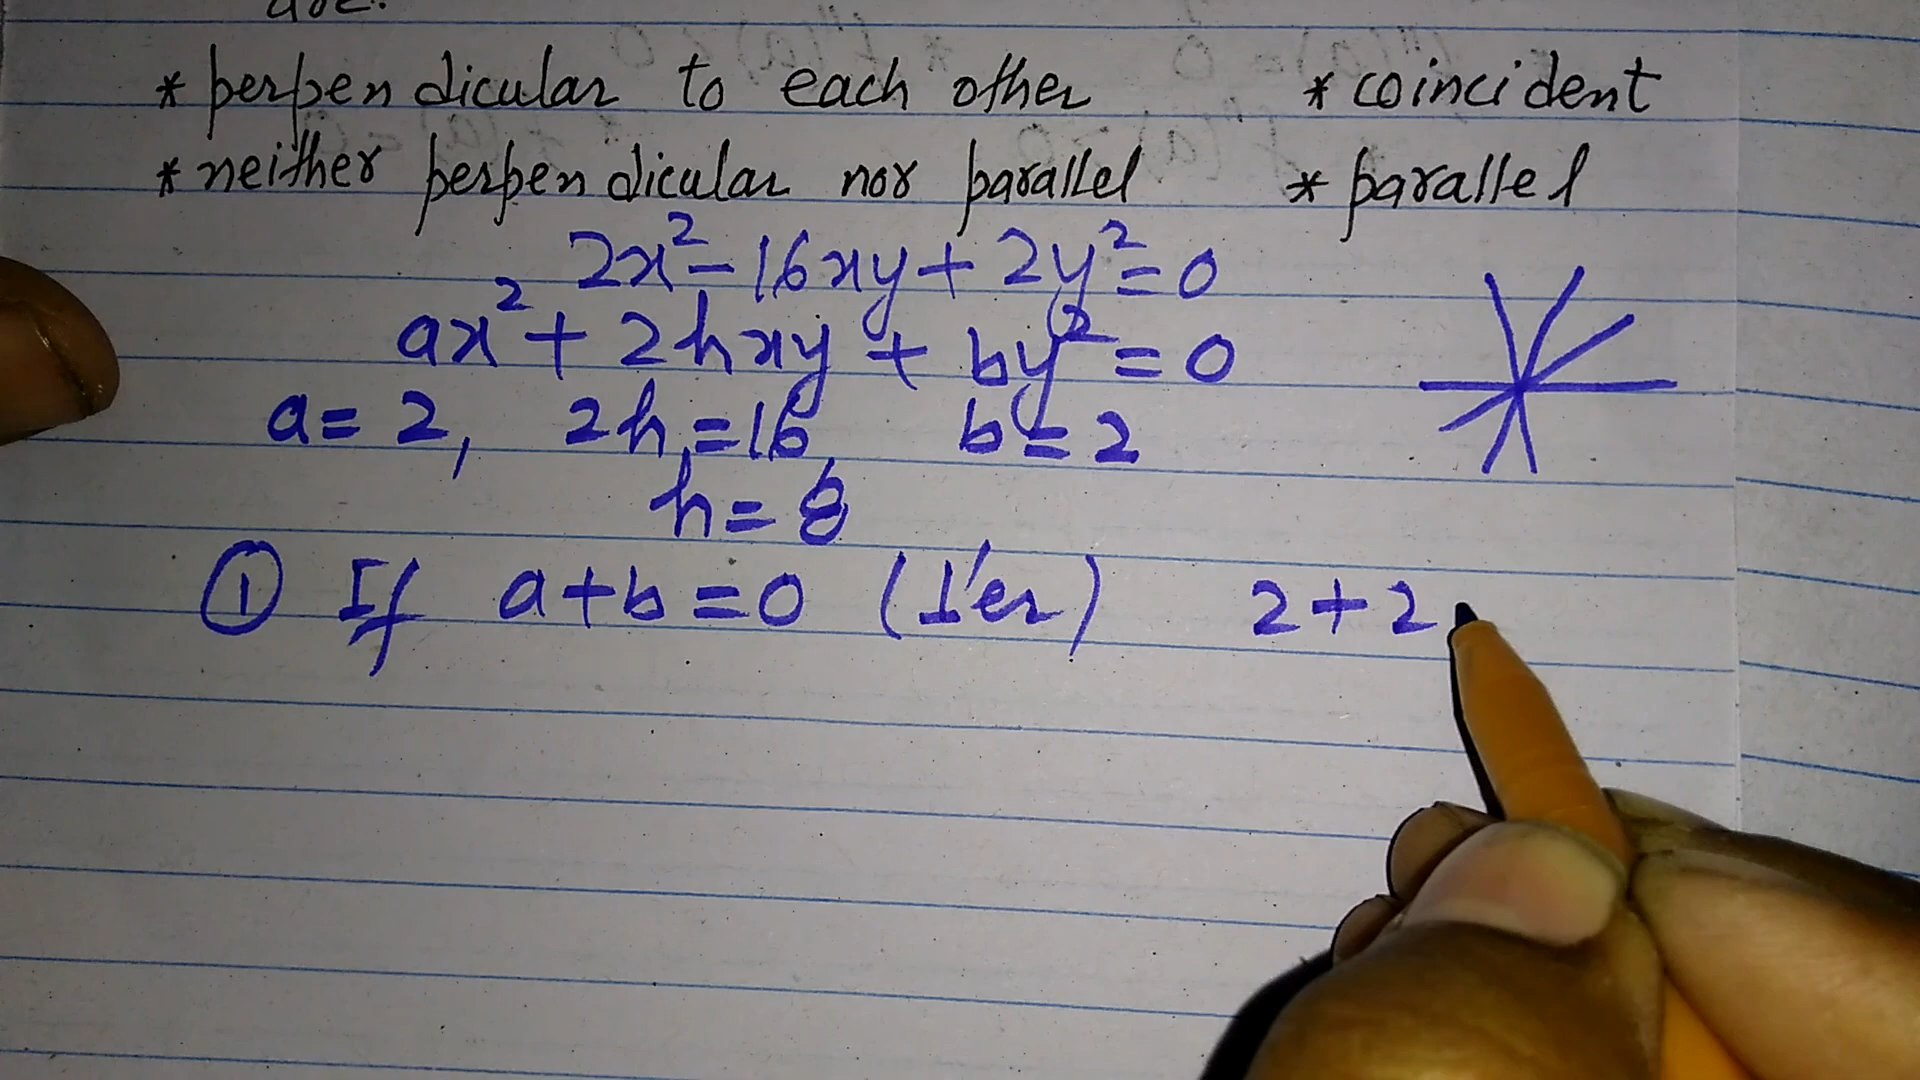 * perpendicular to each other * coincident
* neither perpendicular nor parallel * parallel
2x² - 16xy + 2y² = 0
ax² + 2hxy + by² = 0
a = 2, 2h = 16, b = 2
h = 8
① If a + b = 0 (⊥'er) 2 + 2